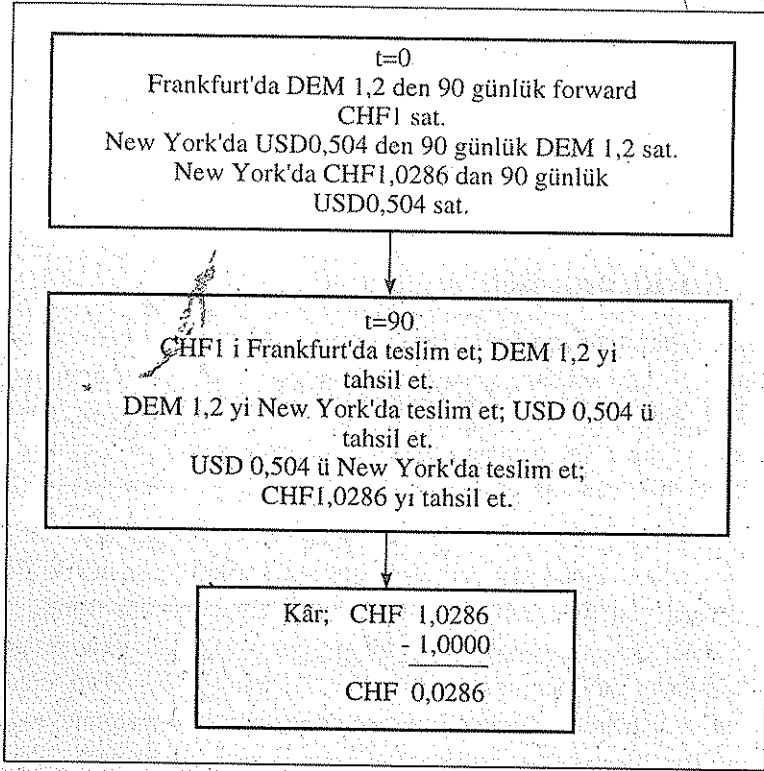 t=0
Frankfurt'da DEM 1,2 den 90 günlük forward
CHF1 sat.
New York'da USD0,504 den 90 günlük DEM 1,2 sat.
New York'da CHF1,0286 dan 90 günlük
USD0,504 sat.
t=90
CHF1 i Frankfurt'da teslim et; DEM 1,2 yi
tahsil et.
DEM 1,2 yi New York'da teslim et; USD 0,504 ü
tahsil et.
USD 0,504 ü New York'da teslim et;
CHF1,0286 yı tahsil et.
Kâr; CHF 1,0286
- 1,0000
CHF 0,0286